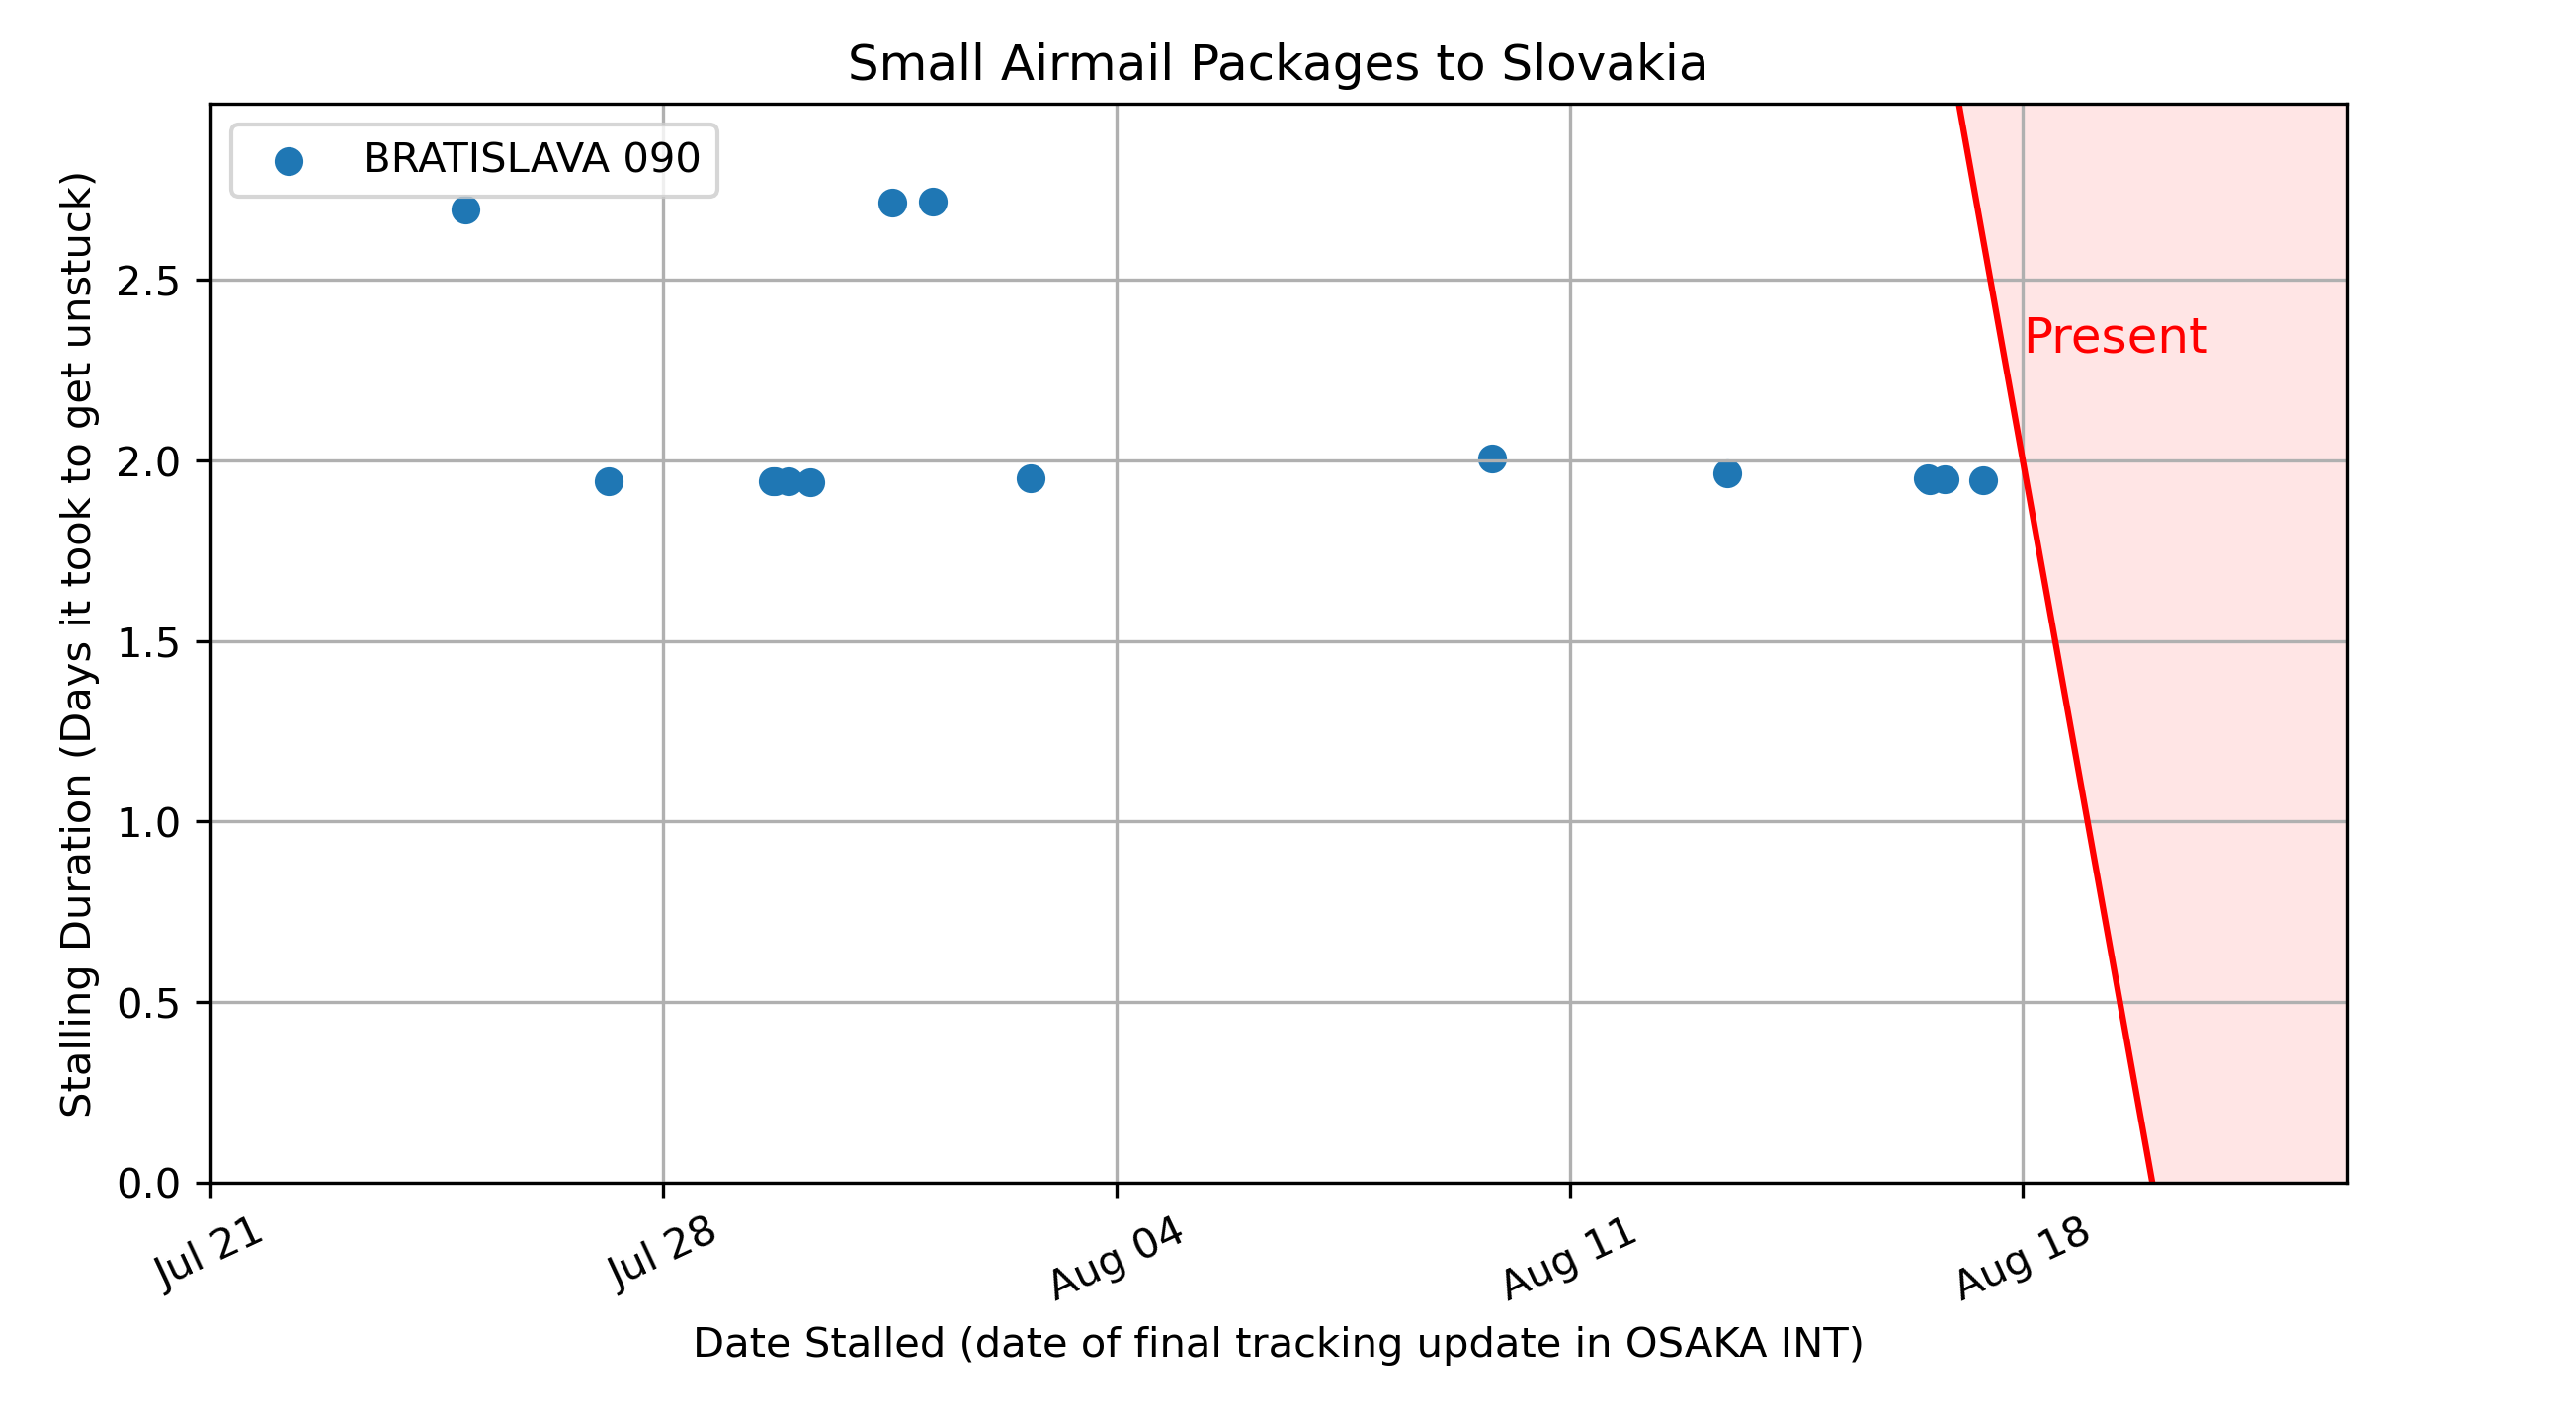 Small Airmail Packages to Slovakia
BRATISLAVA 090
Stalling Duration (Days it took to get unstuck)
2.5
2.0
1.5
1.0
0.5
0.0
Present
Jul 21
Jul 28
Aug 04
Aug 11
Aug 18
Date Stalled (date of final tracking update in OSAKA INT)